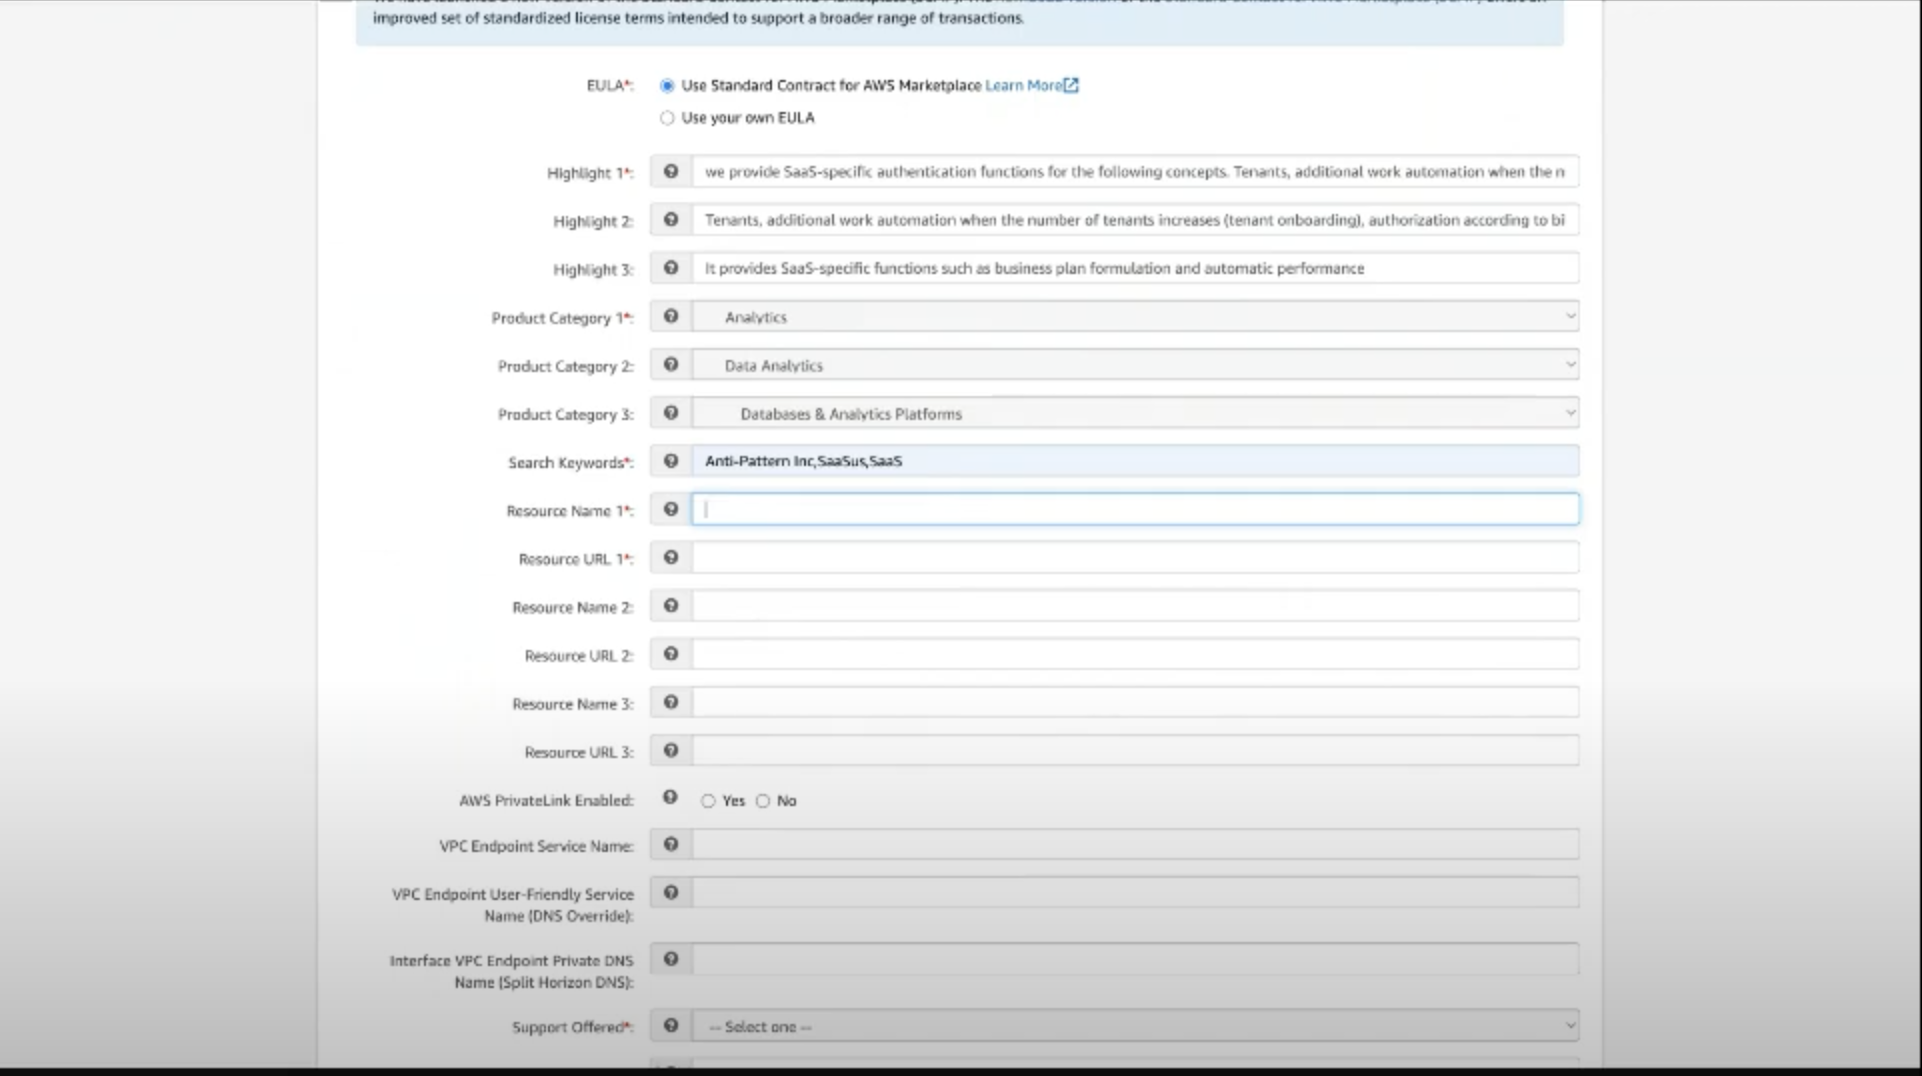 improved set of standardized license terms intended to support a broader range of transactions.
EULA*:
Use Standard Contract for AWS Marketplace Learn More
Use your own EULA
Highlight 1*:
we provide SaaS-specific authentication functions for the following concepts. Tenants, additional work automation when the n
Highlight 2:
Tenants, additional work automation when the number of tenants increases (tenant onboarding), authorization according to bi
Highlight 3:
It provides SaaS-specific functions such as business plan formulation and automatic performance
Product Category 1*:
Analytics
Product Category 2:
Data Analytics
Product Category 3:
Databases & Analytics Platforms
Search Keywords*:
Anti-Pattern Inc,SaaSus,SaaS
Resource Name 1*:
Resource URL 1*:
Resource Name 2:
Resource URL 2:
Resource Name 3:
Resource URL 3:
AWS PrivateLink Enabled:
Yes No
VPC Endpoint Service Name:
VPC Endpoint User-Friendly Service
Name (DNS Override):
Interface VPC Endpoint Private DNS
Name (Split Horizon DNS):
Support Offered*:
-- Select one --